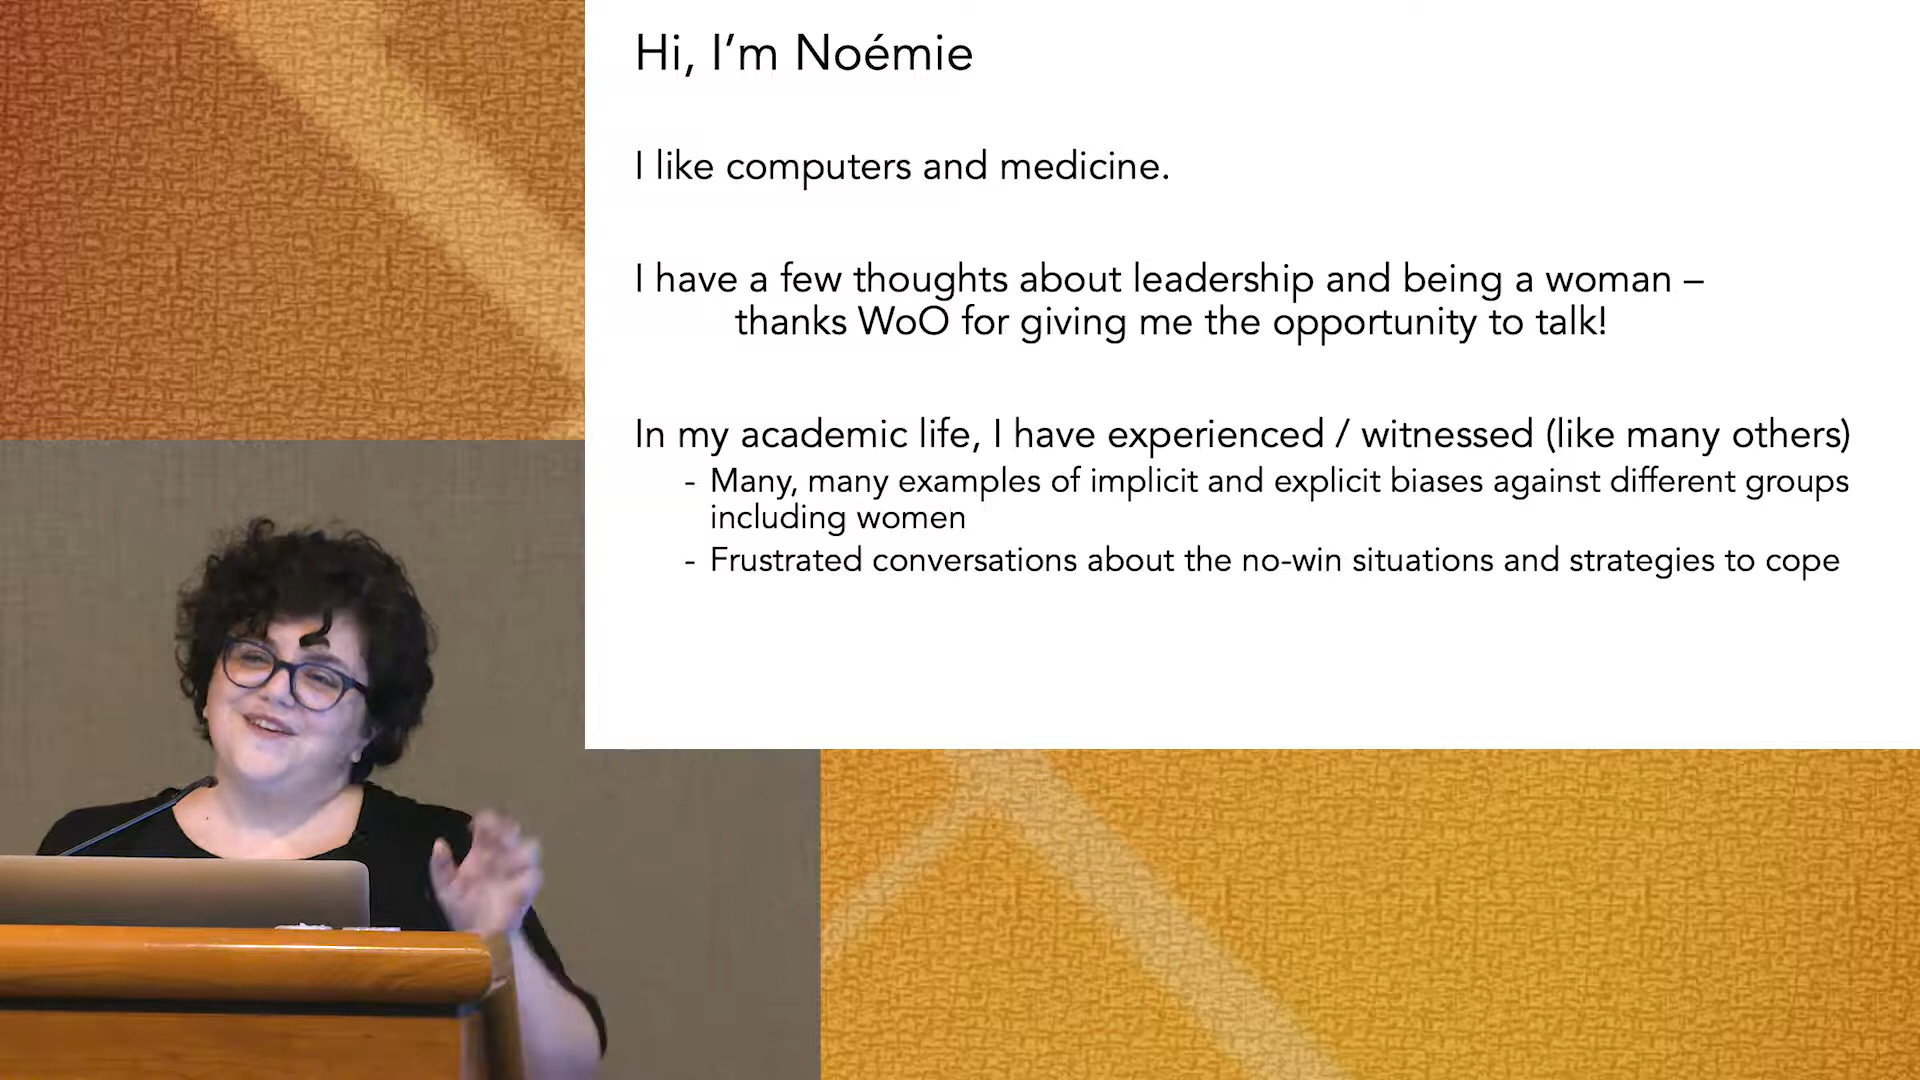 Hi, I’m Noémie
I like computers and medicine.
I have a few thoughts about leadership and being a woman –
thanks WoO for giving me the opportunity to talk!
In my academic life, I have experienced / witnessed (like many others)
- Many, many examples of implicit and explicit biases against different groups
including women
- Frustrated conversations about the no-win situations and strategies to cope